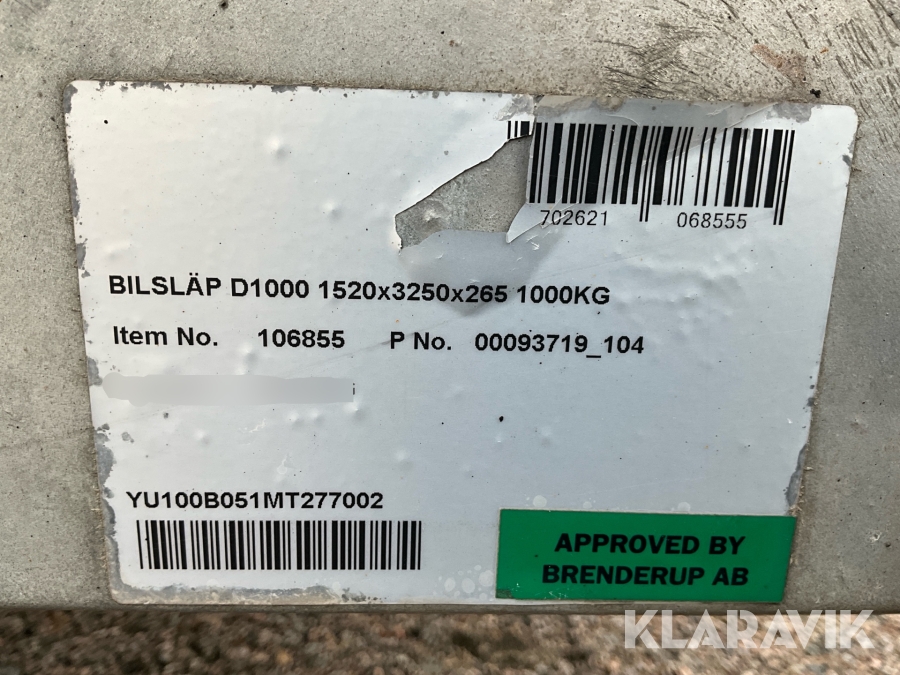 702621 068555
BILSLÄP D1000 1520x3250x265 1000KG
Item No. 106855 P No. 00093719_104
YU100B051MT277002
APPROVED BY
BRENDERUP AB
KLARAVIK